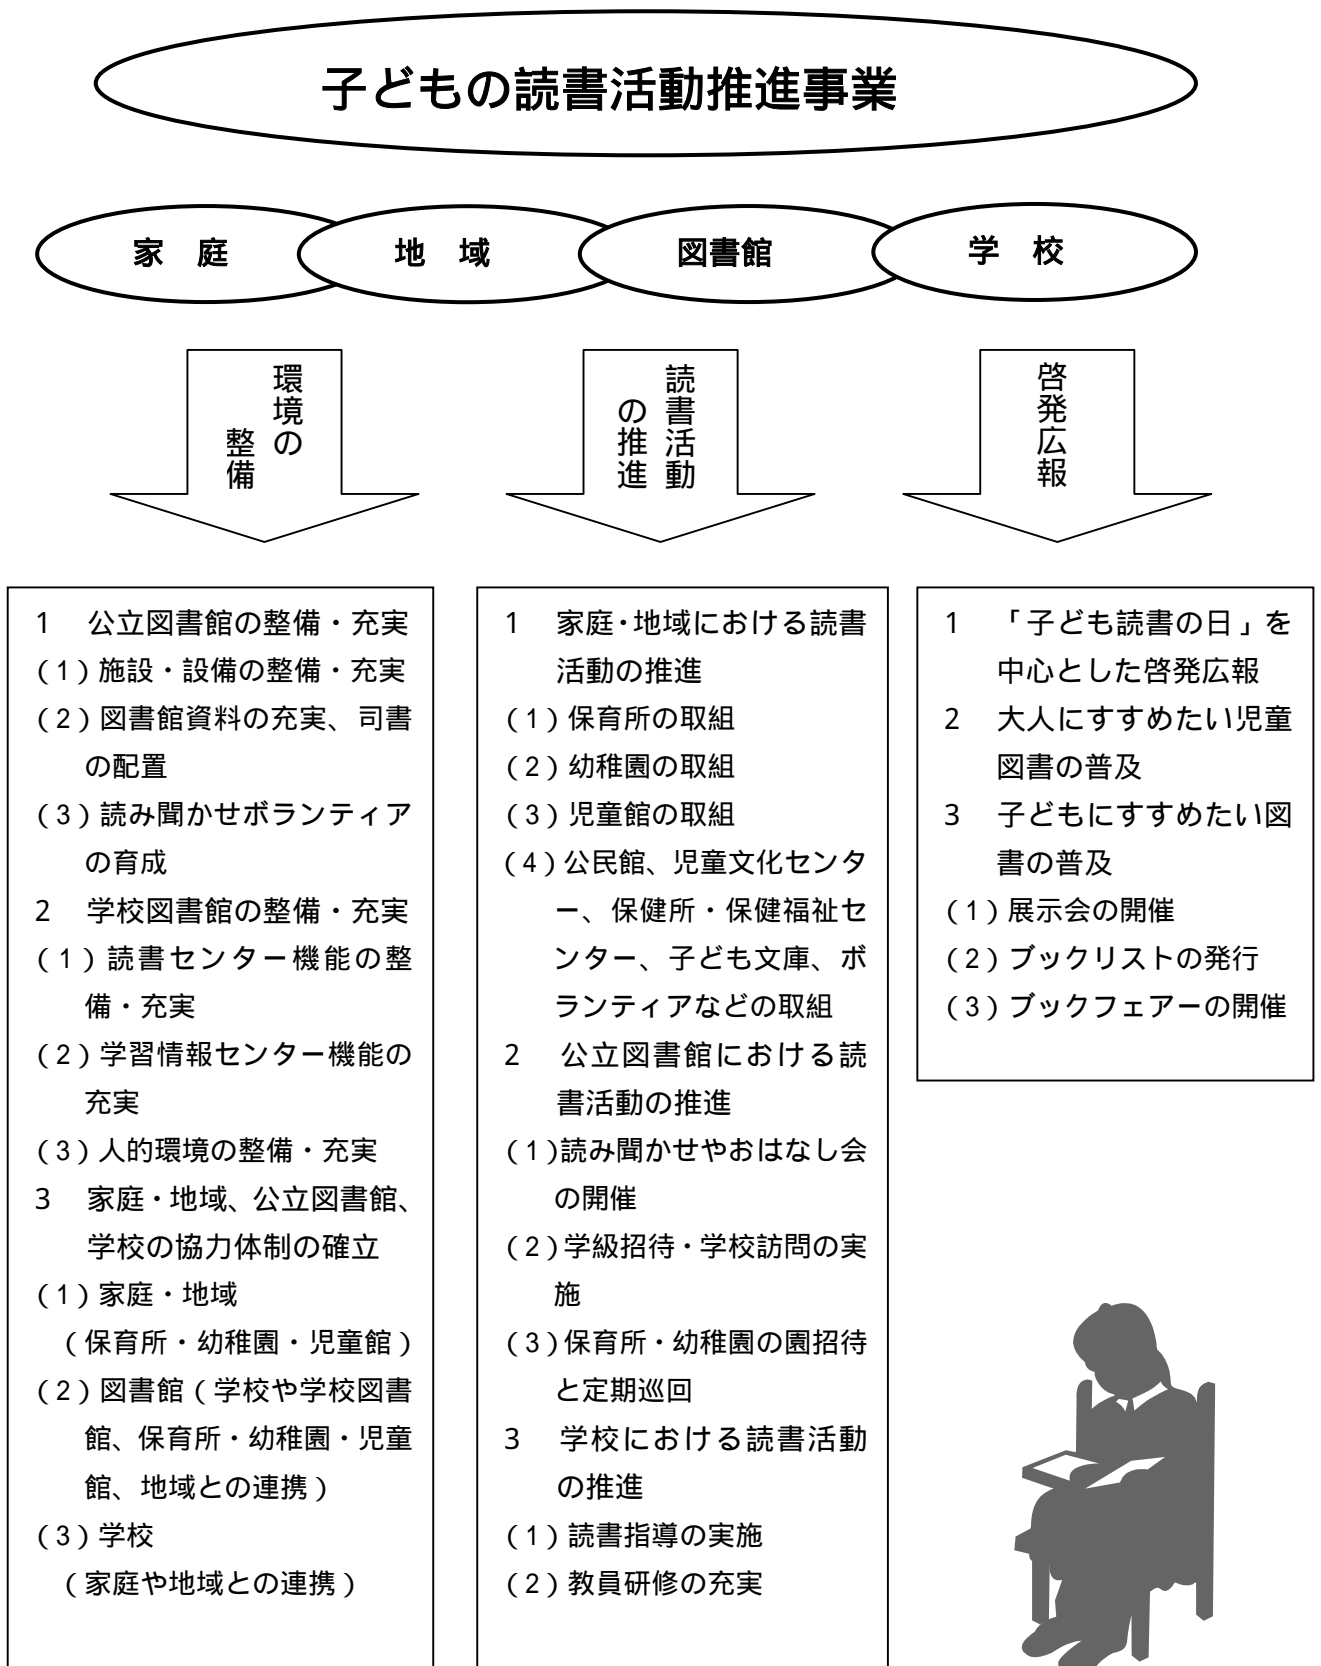 子どもの読書活動推進事業
家 庭
地 域
図書館
学 校
環境の
整備
読書活動
の推進
啓発広報
1 公立図書館の整備・充実
(1)施設・設備の整備・充実
(2)図書館資料の充実、司書
の配置
(3)読み聞かせボランティア
の育成
2 学校図書館の整備・充実
(1)読書センター機能の整
備・充実
(2)学習情報センター機能の
充実
(3)人的環境の整備・充実
3 家庭・地域、公立図書館、
学校の協力体制の確立
(1)家庭・地域
(保育所・幼稚園・児童館)
(2)図書館(学校や学校図書
館、保育所・幼稚園・児童
館、地域との連携)
(3)学校
(家庭や地域との連携)
1 家庭・地域における読書
活動の推進
(1)保育所の取組
(2)幼稚園の取組
(3)児童館の取組
(4)公民館、児童文化センタ
ー、保健所・保健福祉セ
ンター、子ども文庫、ボ
ランティアなどの取組
2 公立図書館における読
書活動の推進
(1)読み聞かせやおはなし会
の開催
(2)学級招待・学校訪問の実
施
(3)保育所・幼稚園の園招待
と定期巡回
3 学校における読書活動
の推進
(1)読書指導の実施
(2)教員研修の充実
1 「子ども読書の日」を
中心とした啓発広報
2 大人にすすめたい児童
図書の普及
3 子どもにすすめたい図
書の普及
(1)展示会の開催
(2)ブックリストの発行
(3)ブックフェアーの開催